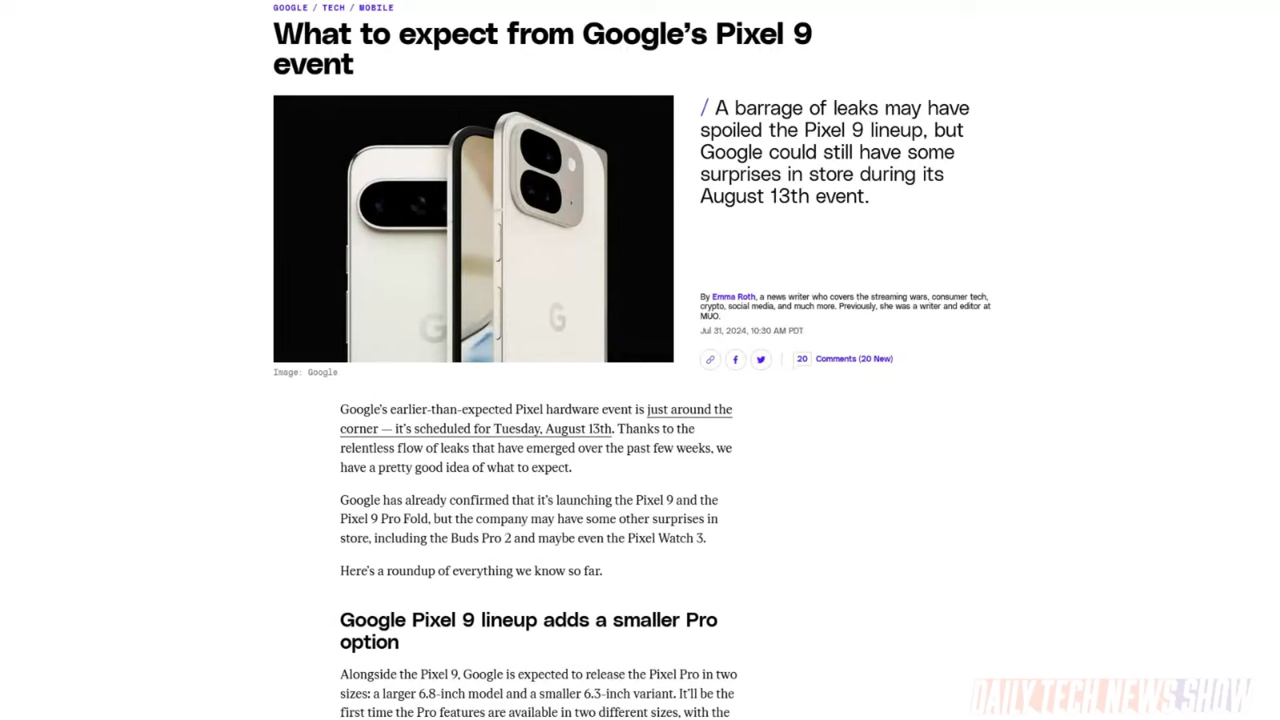 GOOGLE / TECH / MOBILE
What to expect from Google’s Pixel 9
event
/ A barrage of leaks may have
spoiled the Pixel 9 lineup, but
Google could still have some
surprises in store during its
August 13th event.
By Emma Roth, a news writer who covers the streaming wars, consumer tech,
crypto, social media, and much more. Previously, she was a writer and editor at
MUO.
Jul 31, 2024, 10:30 AM PDT
20 Comments (20 New)
G
G
Image: Google
Google’s earlier-than-expected Pixel hardware event is just around the
corner — it’s scheduled for Tuesday, August 13th. Thanks to the
relentless flow of leaks that have emerged over the past few weeks, we
have a pretty good idea of what to expect.
Google has already confirmed that it’s launching the Pixel 9 and the
Pixel 9 Pro Fold, but the company may have some other surprises in
store, including the Buds Pro 2 and maybe even the Pixel Watch 3.
Here’s a roundup of everything we know so far.
Google Pixel 9 lineup adds a smaller Pro
option
Alongside the Pixel 9, Google is expected to release the Pixel Pro in two
sizes: a larger 6.8-inch model and a smaller 6.3-inch variant. It’ll be the
first time the Pro features are available in two different sizes, with the
DAILY TECH NEWS SHOW